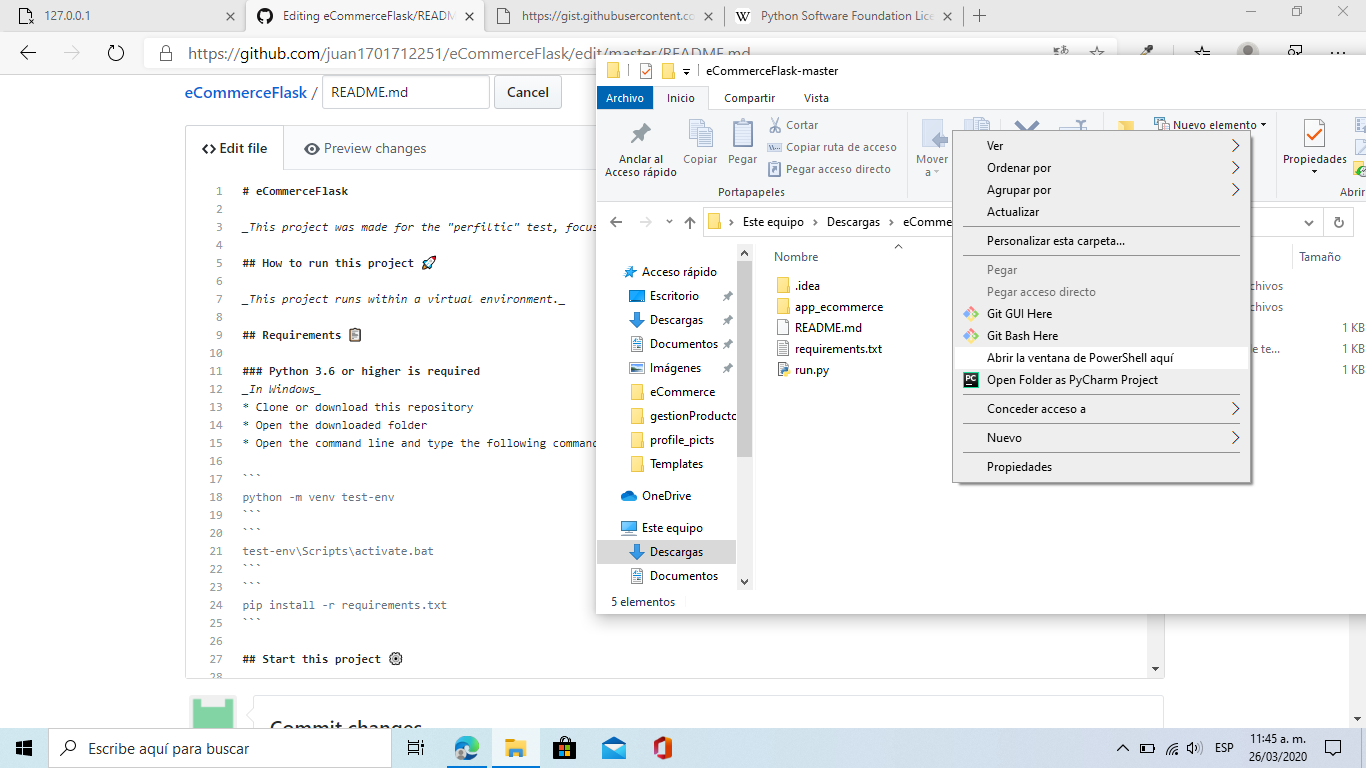 127.0.0.1
Editing eCommerceFlask/READM
https://gist.githubusercontent.co
Python Software Foundation Lice
https://github.com/juan1701712251/eCommerceFlask/edit/master/README.md
eCommerceFlask / README.md Cancel
Edit file Preview changes
1 # eCommerceFlask
2
3 _This project was made for the "perfiltic" test, focus
4
5 ## How to run this project 🚀
6
7 _This project runs within a virtual environment._
8
9 ## Requirements 📋
10
11 ### Python 3.6 or higher is required
12 _In Windows_
13 * Clone or download this repository
14 * Open the downloaded folder
15 * Open the command line and type the following comman
16
17 ```
18 python -m venv test-env
19 ```
20 ```
21 test-env\Scripts\activate.bat
22 ```
23 ```
24 pip install -r requirements.txt
25 ```
26
27 ## Start this project ⚙
28
Commit changes
eCommerceFlask-master
Archivo Inicio Compartir Vista
Anclar al
Acceso rápido
Copiar
Pegar
Cortar
Copiar ruta de acceso
Pegar acceso directo
Portapapeles
Mover
a
Nuevo elemento
Propiedades
Abrir
Este equipo Descargas eComme
Acceso rápido
Escritorio
Descargas
Documentos
Imágenes
eCommerce
gestionProducto
profile_picts
Templates
OneDrive
Este equipo
Descargas
Documentos
Nombre
Tamaño
.idea
chivos
app_ecommerce
chivos
README.md
1 KB
requirements.txt
e te...
1 KB
run.py
1 KB
5 elementos
Ver
Ordenar por
Agrupar por
Actualizar
Personalizar esta carpeta...
Pegar
Pegar acceso directo
Git GUI Here
Git Bash Here
Abrir la ventana de PowerShell aquí
PC Open Folder as PyCharm Project
Conceder acceso a
Nuevo
Propiedades
Escribe aquí para buscar
ESP
11:45 a. m.
26/03/2020